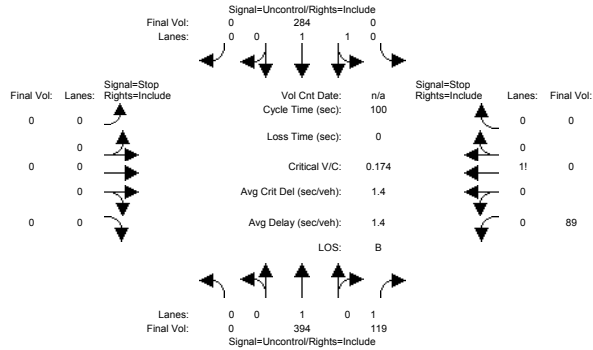 Signal=Uncontrol/Rights=Include
Final Vol: 0 284 0
Lanes: 0 0 1 1 0
Signal=Stop Signal=Stop
Final Vol: Lanes: Rights=Include Vol Cnt Date: n/a Rights=Include Lanes: Final Vol:
Cycle Time (sec): 100
0 0 0 0
Loss Time (sec): 0
0 0
0 0 Critical V/C: 0.174 1! 0
0 Avg Crit Del (sec/veh): 1.4 0
0 0 Avg Delay (sec/veh): 1.4 0 89
LOS: B
Lanes: 0 0 1 0 1
Final Vol: 0 394 119
Signal=Uncontrol/Rights=Include